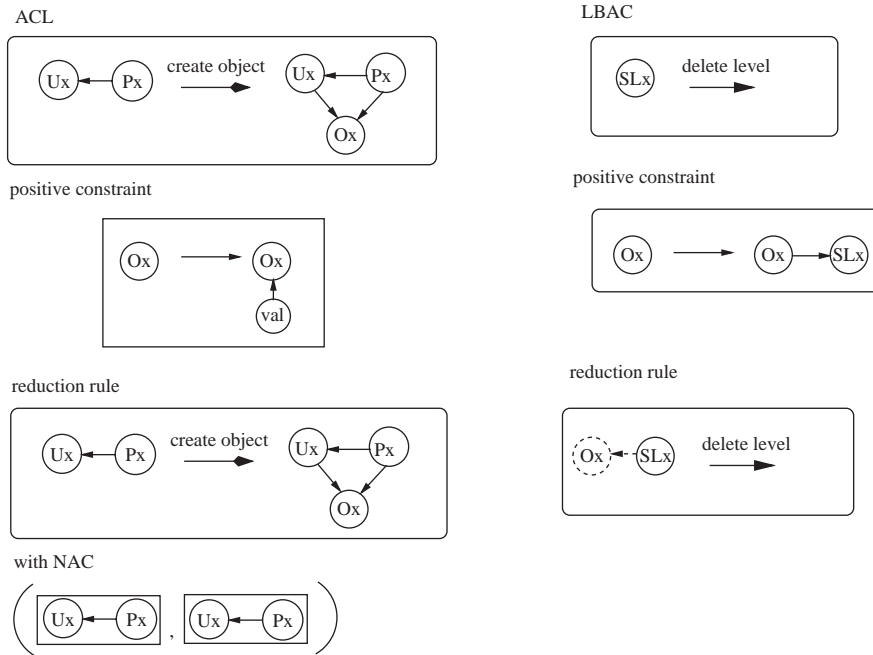 ACL
Ux Px create object Ux Px
Ox
positive constraint
Ox Ox
val
reduction rule
Ux Px create object Ux Px
Ox
with NAC
( Ux Px , Ux Px )
LBAC
SLx delete level
positive constraint
Ox Ox SLx
reduction rule
Ox SLx delete level